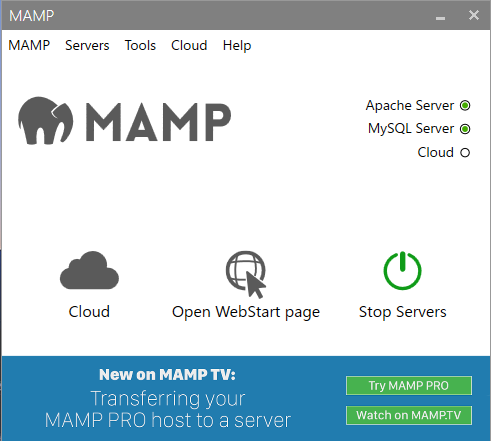 MAMP
MAMP Servers Tools Cloud Help
MAMP
Apache Server
MySQL Server
Cloud
Cloud
Open WebStart page
Stop Servers
New on MAMP TV:
Transferring your
MAMP PRO host to a server
Try MAMP PRO
Watch on MAMP.TV